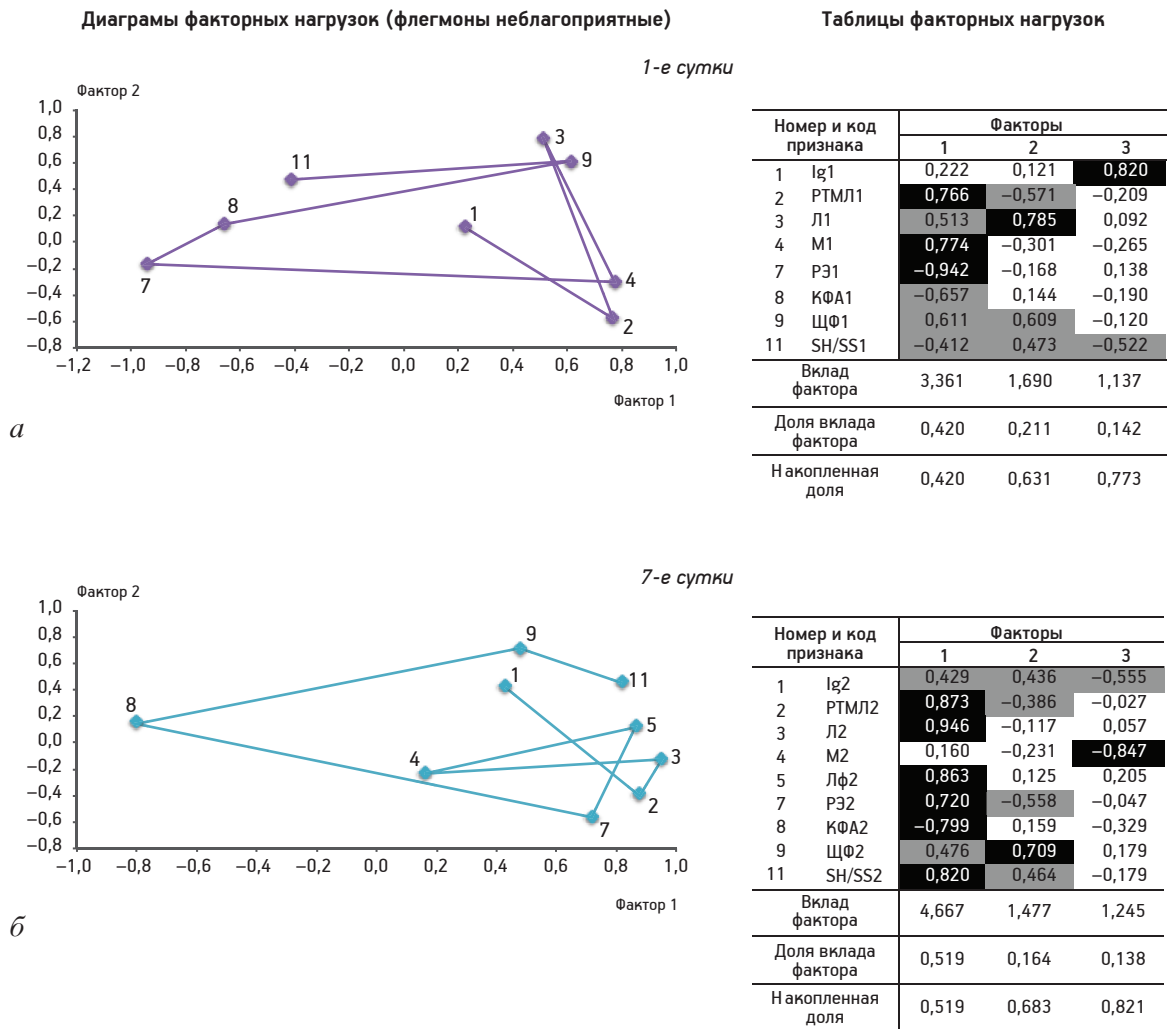 Диаграмы факторных нагрузок (флегмоны неблагоприятные)
Таблицы факторных нагрузок
1-е сутки
Фактор 2
1,0
0,8
0,6
0,4
0,2
0,0
−0,2
−0,4
−0,6
−0,8
3
9
11
8
1
7
4
2
−1,2 −1,0 −0,8 −0,6 −0,4 −0,2 0,0 0,2 0,4 0,6 0,8 1,0
Фактор 1
а
Номер и код признака Факторы
1 2 3
1 Ig1 0,222 0,121 0,820
2 РТМЛ1 0,766 −0,571 −0,209
3 Л1 0,513 0,785 0,092
4 М1 0,774 −0,301 −0,265
7 РЭ1 −0,942 −0,168 0,138
8 КФА1 −0,657 0,144 −0,190
9 ЩФ1 0,611 0,609 −0,120
11 SH/SS1 −0,412 0,473 −0,522
Вклад фактора 3,361 1,690 1,137
Доля вклада фактора 0,420 0,211 0,142
Накопленная доля 0,420 0,631 0,773
7-е сутки
Фактор 2
1,0
0,8
0,6
0,4
0,2
0,0
−0,2
−0,4
−0,6
−0,8
9
1
11
8
5
4
3
2
7
−1,0 −0,8 −0,6 −0,4 −0,2 0,0 0,2 0,4 0,6 0,8 1,0
Фактор 1
б
Номер и код признака Факторы
1 2 3
1 Ig2 0,429 0,436 −0,555
2 РТМЛ2 0,873 −0,386 −0,027
3 Л2 0,946 −0,117 0,057
4 М2 0,160 −0,231 −0,847
5 Лф2 0,863 0,125 0,205
7 РЭ2 0,720 −0,558 −0,047
8 КФА2 −0,799 0,159 −0,329
9 ЩФ2 0,476 0,709 0,179
11 SH/SS2 0,820 0,464 −0,179
Вклад фактора 4,667 1,477 1,245
Доля вклада фактора 0,519 0,164 0,138
Накопленная доля 0,519 0,683 0,821